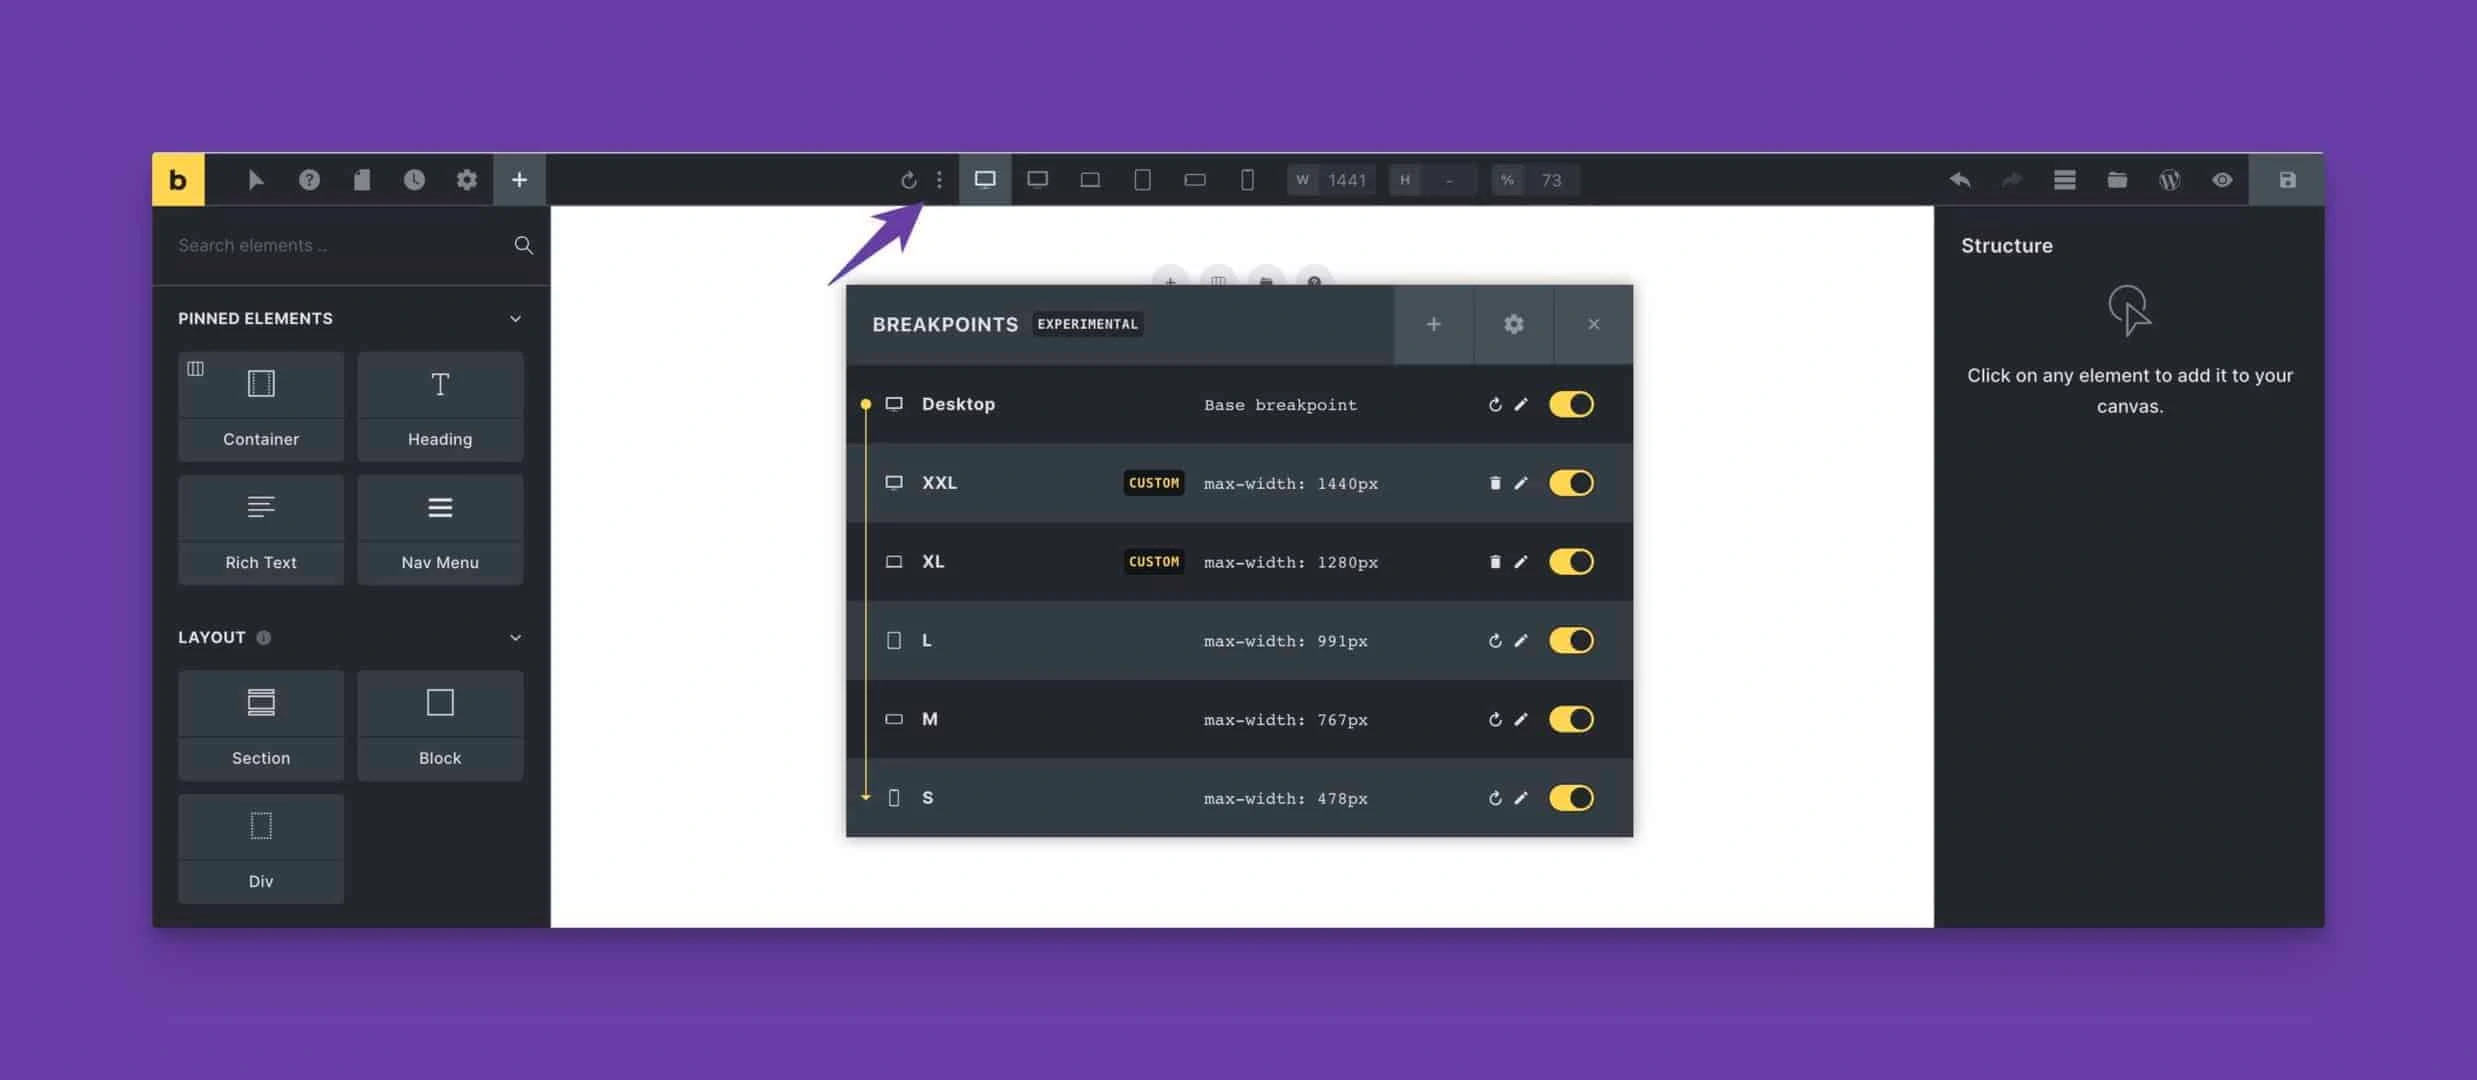 b
W 1441 H - % 73
Search elements ..
PINNED ELEMENTS
Container
Heading
Rich Text
Nav Menu
LAYOUT
Section
Block
Div
BREAKPOINTS EXPERIMENTAL
Desktop Base breakpoint
XXL CUSTOM max-width: 1440px
XL CUSTOM max-width: 1280px
L max-width: 991px
M max-width: 767px
S max-width: 478px
Structure
Click on any element to add it to your
canvas.